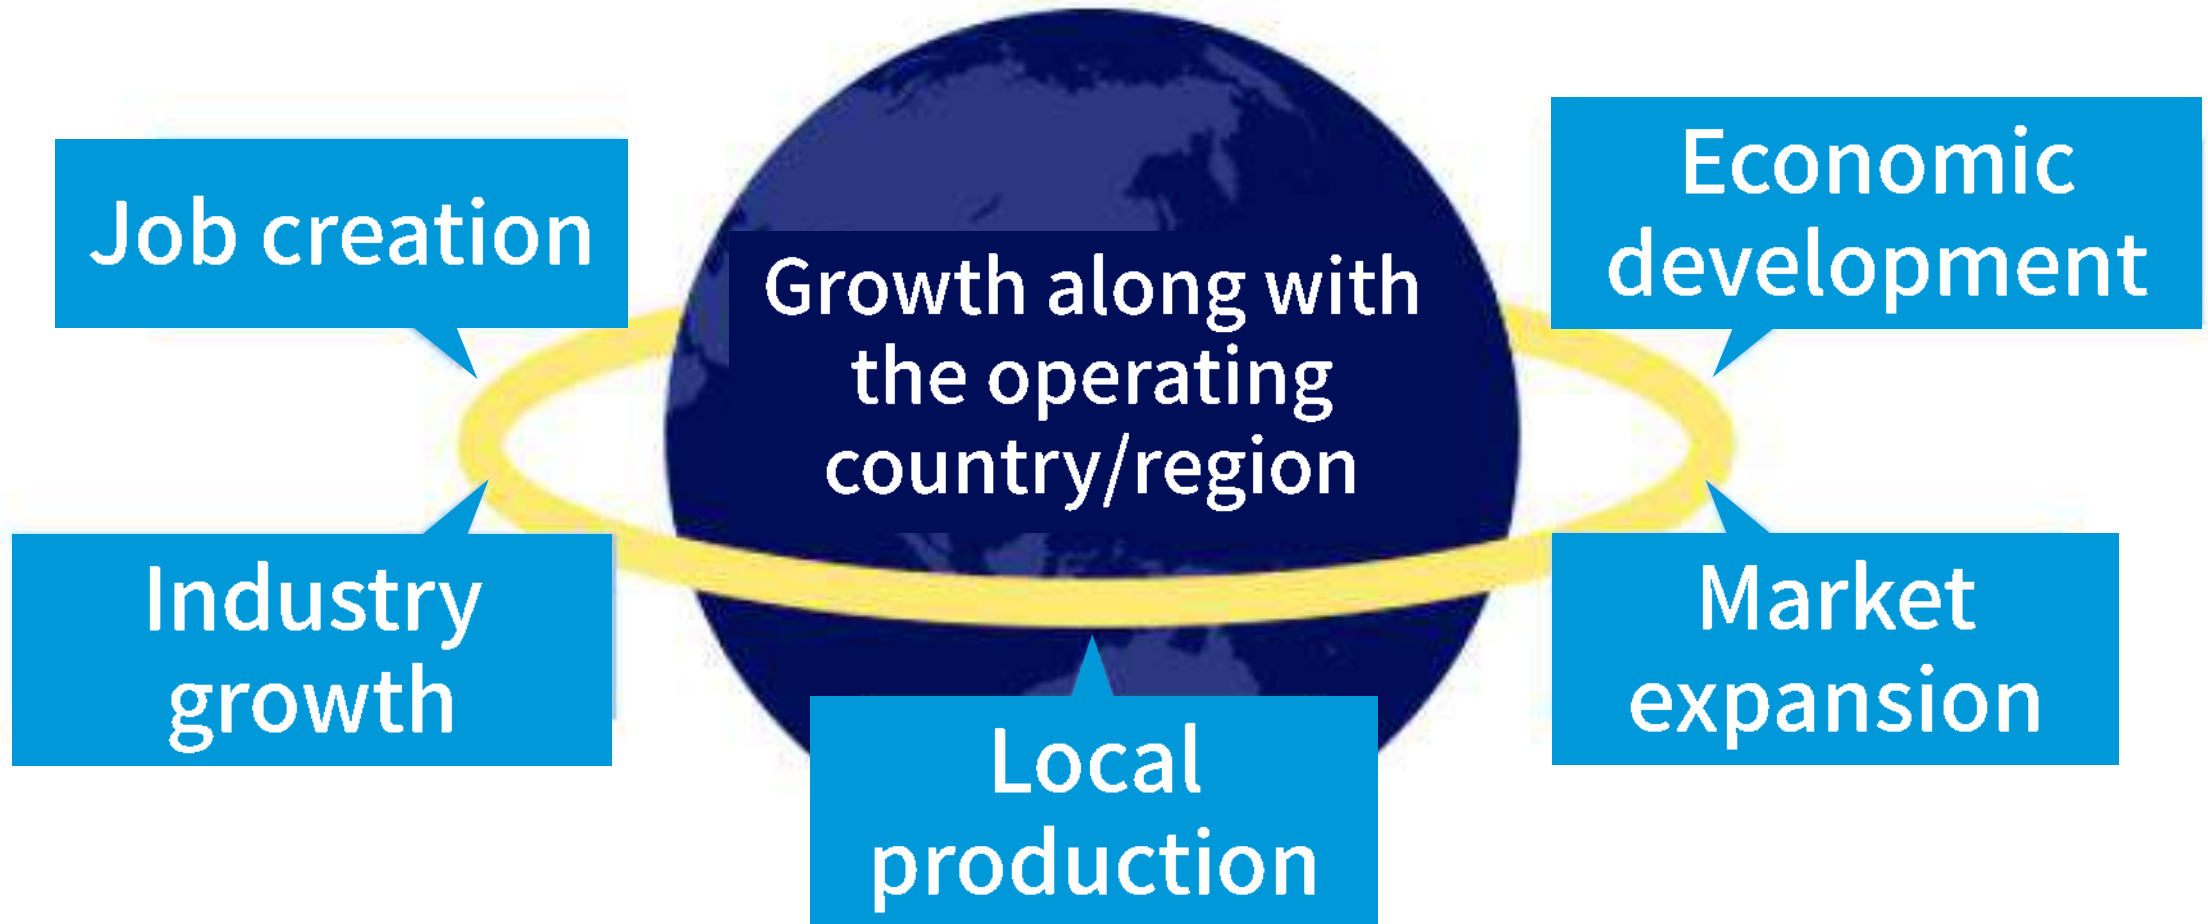 Job creation
Economic
development
Growth along with
the operating
country/region
Industry
growth
Market
expansion
Local
production